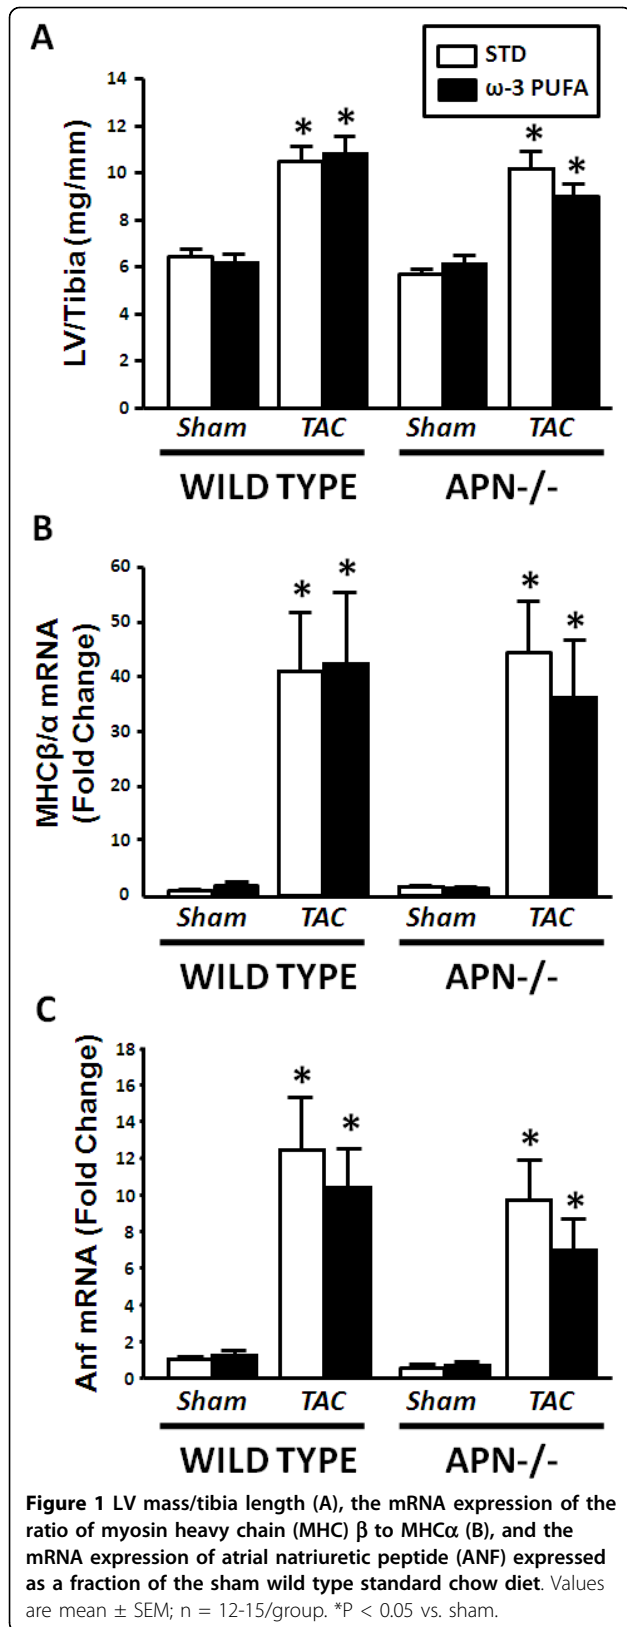 A
STD
ω-3 PUFA
LV/Tibia (mg/mm)
14
12
10
8
6
4
2
0
* * * *
Sham TAC Sham TAC
WILD TYPE APN-/-
B
MHCβ/α mRNA
(Fold Change)
60
50
40
30
20
10
0
* * * *
Sham TAC Sham TAC
WILD TYPE APN-/-
C
Anf mRNA (Fold Change)
18
16
14
12
10
8
6
4
2
0
* * * *
Sham TAC Sham TAC
WILD TYPE APN-/-
Figure 1 LV mass/tibia length (A), the mRNA expression of the
ratio of myosin heavy chain (MHC) β to MHCα (B), and the
mRNA expression of atrial natriuretic peptide (ANF) expressed
as a fraction of the sham wild type standard chow diet. Values
are mean ± SEM; n = 12-15/group. *P < 0.05 vs. sham.